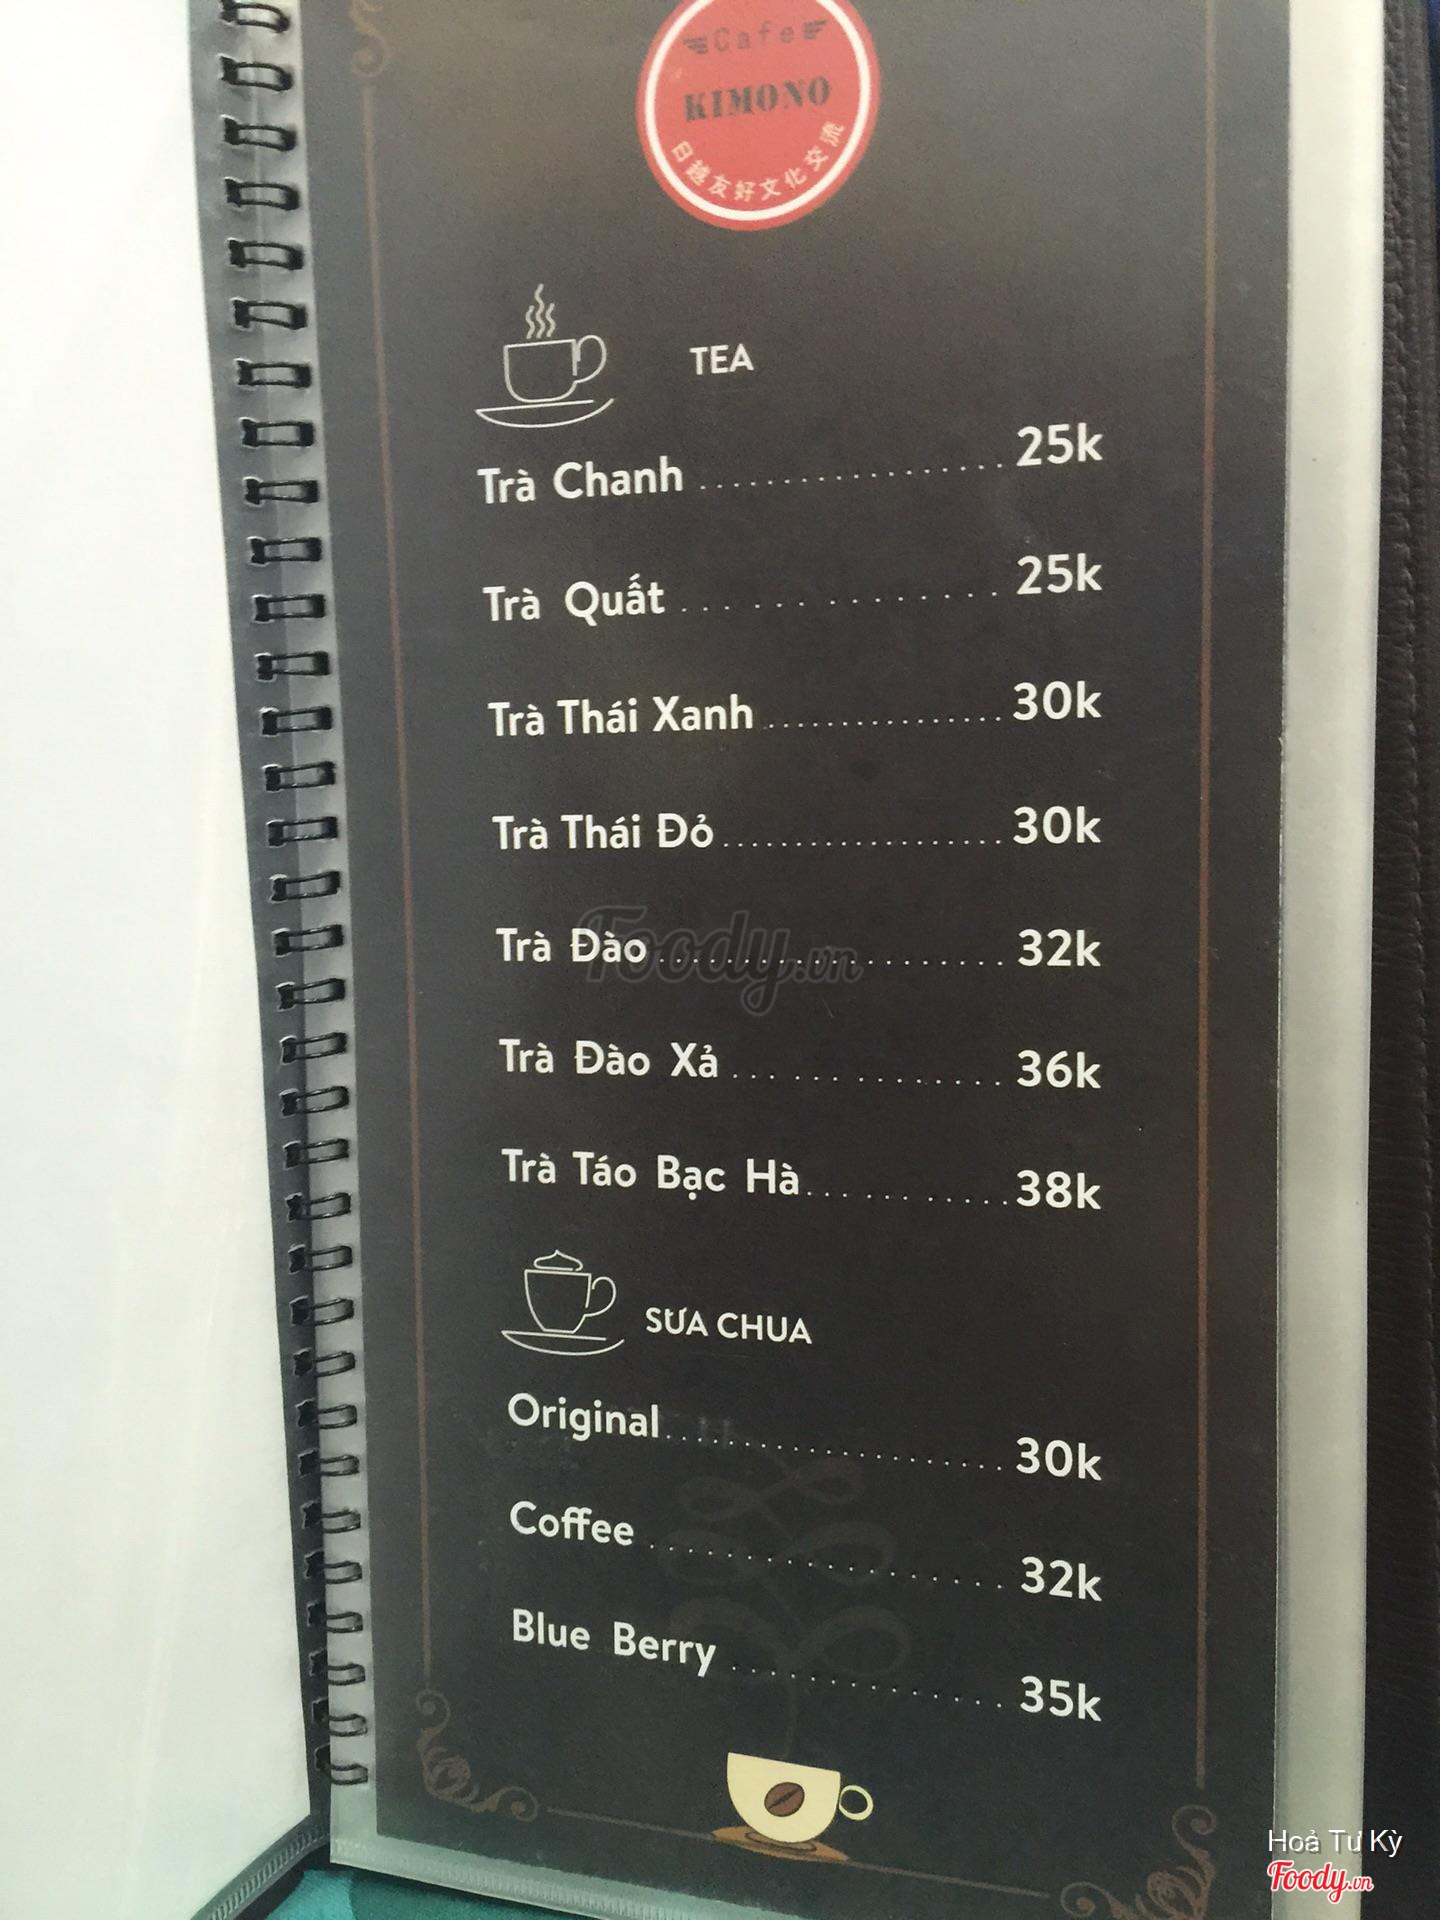 Cafe
KIMONO
日越友好文化交流
TEA
Trà Chanh 25k
Trà Quất 25k
Trà Thái Xanh 30k
Trà Thái Đỏ 30k
Trà Đào 32k
Foody.vn
Trà Đào Xả 36k
Trà Táo Bạc Hà 38k
SƯA CHUA
Original 30k
Coffee 32k
Blue Berry 35k
Hoả Tư Kỳ
Foody.vn